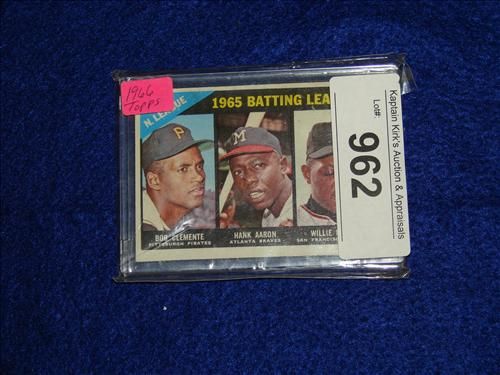 1966
Topps
N. LEAGUE
1965 BATTING LEA
P
M
BOB CLEMENTE
PITTSBURGH PIRATES
HANK AARON
ATLANTA BRAVES
WILLIE
SAN FRANCIS
Kaptain Kirk's Auction & Appraisals
Lot#:
962